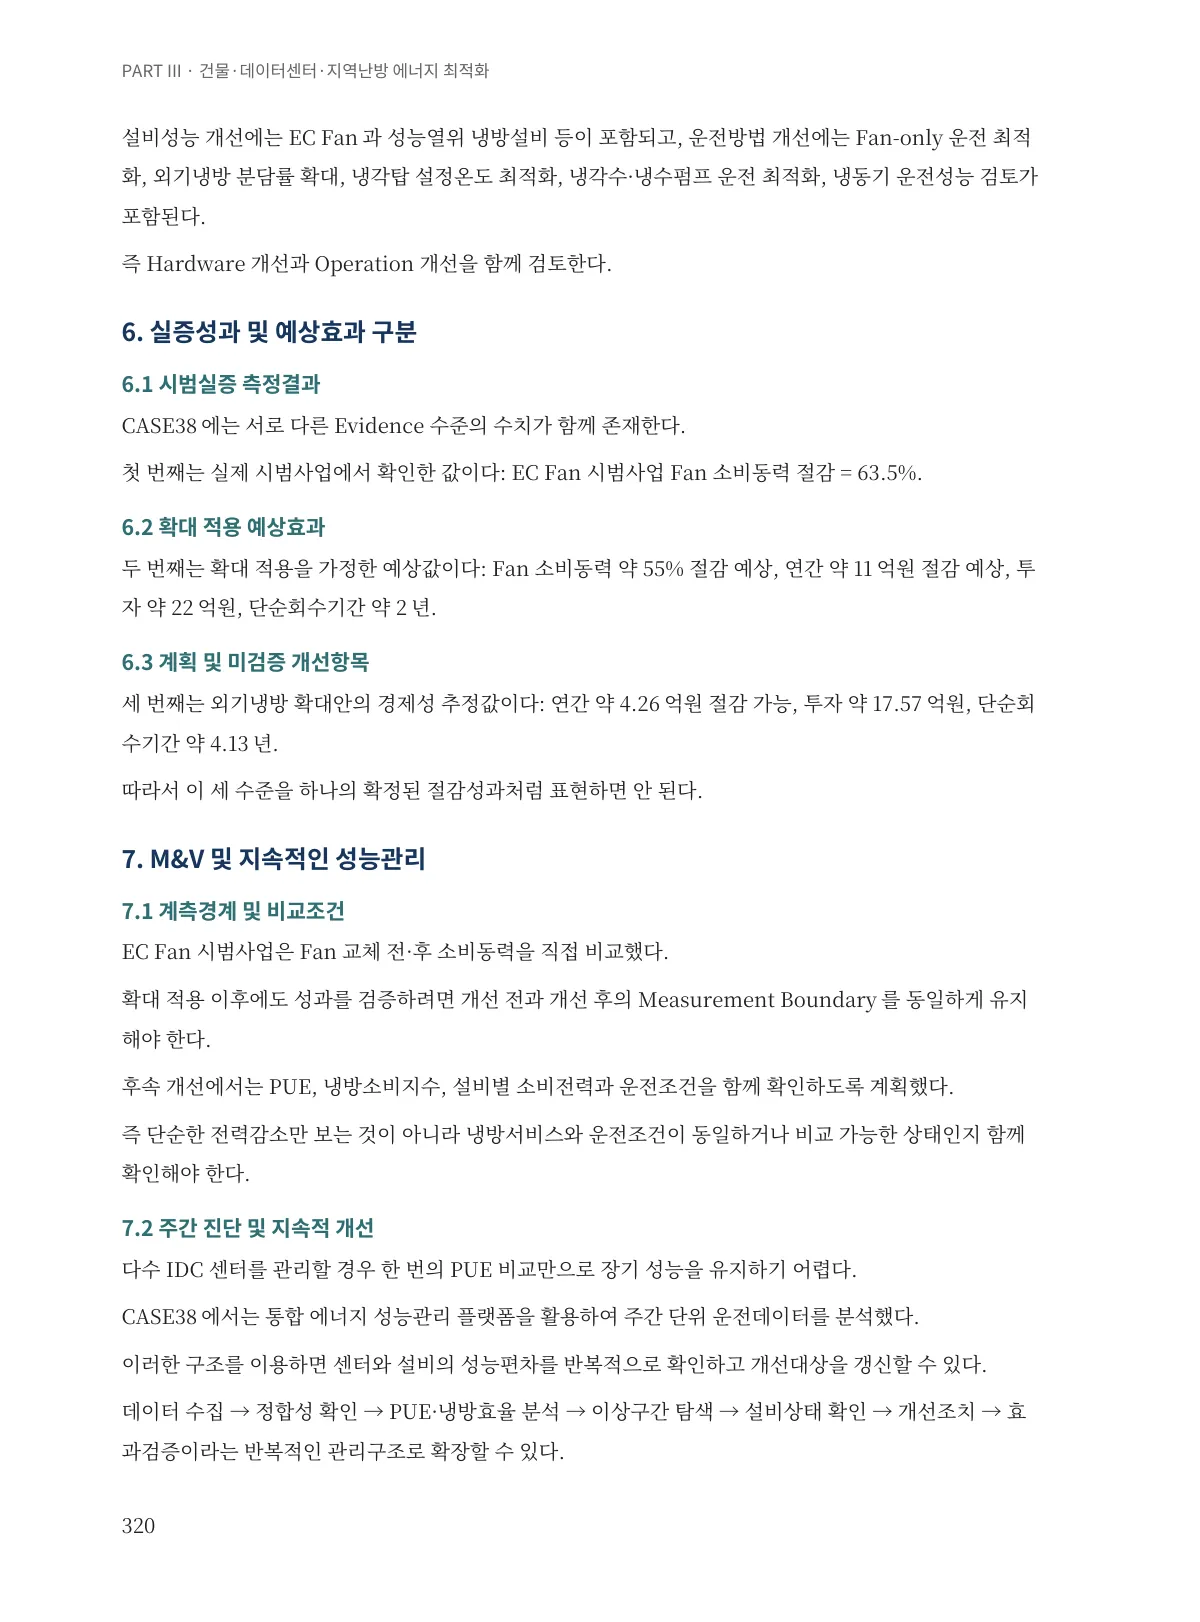 PART III · 건물·데이터센터·지역난방 에너지 최적화
설비성능 개선에는 EC Fan 과 성능열위 냉방설비 등이 포함되고, 운전방법 개선에는 Fan-only 운전 최적
화, 외기냉방 분담률 확대, 냉각탑 설정온도 최적화, 냉각수·냉수펌프 운전 최적화, 냉동기 운전성능 검토가
포함된다.
즉 Hardware 개선과 Operation 개선을 함께 검토한다.
6. 실증성과 및 예상효과 구분
6.1 시범실증 측정결과
CASE38 에는 서로 다른 Evidence 수준의 수치가 함께 존재한다.
첫 번째는 실제 시범사업에서 확인한 값이다: EC Fan 시범사업 Fan 소비동력 절감 = 63.5%.
6.2 확대 적용 예상효과
두 번째는 확대 적용을 가정한 예상값이다: Fan 소비동력 약 55% 절감 예상, 연간 약 11 억원 절감 예상, 투
자 약 22 억원, 단순회수기간 약 2 년.
6.3 계획 및 미검증 개선항목
세 번째는 외기냉방 확대안의 경제성 추정값이다: 연간 약 4.26 억원 절감 가능, 투자 약 17.57 억원, 단순회
수기간 약 4.13 년.
따라서 이 세 수준을 하나의 확정된 절감성과처럼 표현하면 안 된다.
7. M&V 및 지속적인 성능관리
7.1 계측경계 및 비교조건
EC Fan 시범사업은 Fan 교체 전·후 소비동력을 직접 비교했다.
확대 적용 이후에도 성과를 검증하려면 개선 전과 개선 후의 Measurement Boundary 를 동일하게 유지
해야 한다.
후속 개선에서는 PUE, 냉방소비지수, 설비별 소비전력과 운전조건을 함께 확인하도록 계획했다.
즉 단순한 전력감소만 보는 것이 아니라 냉방서비스와 운전조건이 동일하거나 비교 가능한 상태인지 함께
확인해야 한다.
7.2 주간 진단 및 지속적 개선
다수 IDC 센터를 관리할 경우 한 번의 PUE 비교만으로 장기 성능을 유지하기 어렵다.
CASE38 에서는 통합 에너지 성능관리 플랫폼을 활용하여 주간 단위 운전데이터를 분석했다.
이러한 구조를 이용하면 센터와 설비의 성능편차를 반복적으로 확인하고 개선대상을 갱신할 수 있다.
데이터 수집 → 정합성 확인 → PUE·냉방효율 분석 → 이상구간 탐색 → 설비상태 확인 → 개선조치 → 효
과검증이라는 반복적인 관리구조로 확장할 수 있다.
320